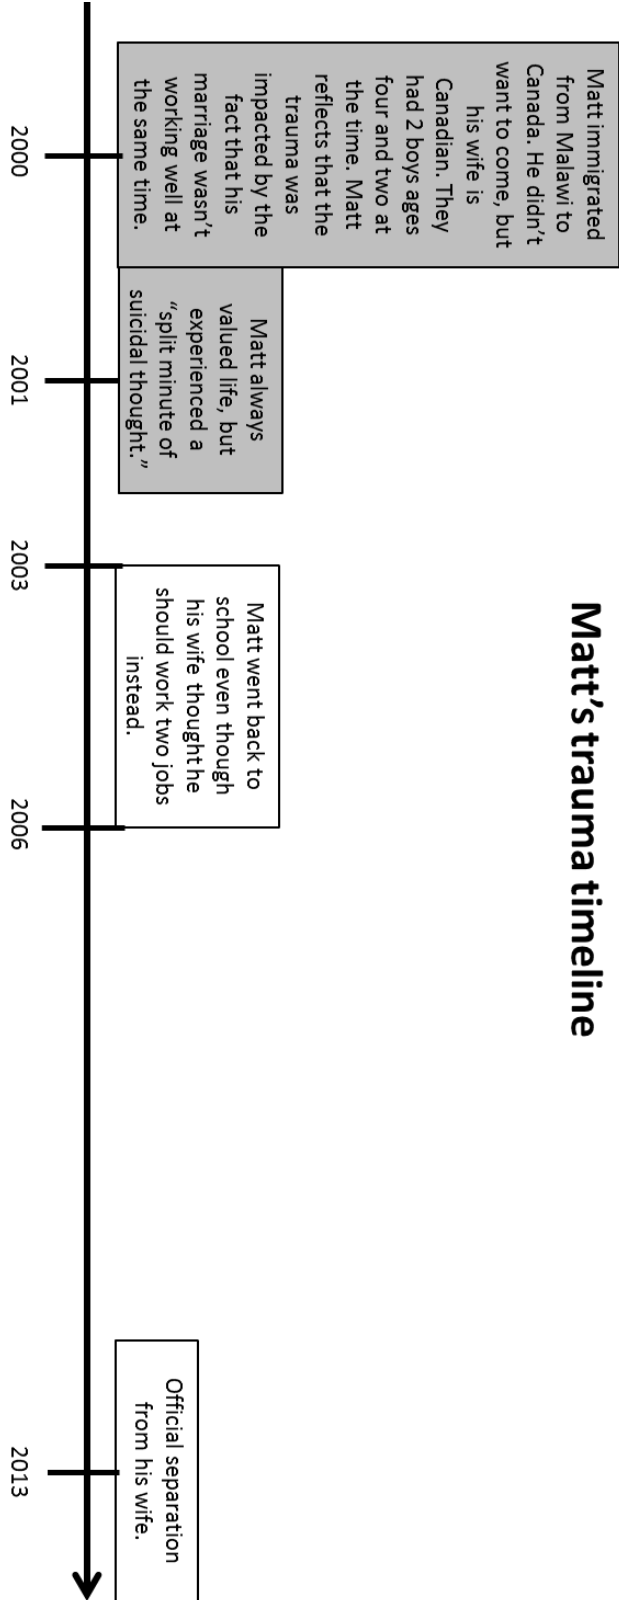 Matt's trauma timeline
Matt immigrated
from Malawi to
Canada. He didn't
want to come, but
his wife is
Canadian. They
had 2 boys ages
four and two at
the time. Matt
reflects that the
trauma was
impacted by the
fact that his
marriage wasn't
working well at
the same time.
Matt always
valued life, but
experienced a
“split minute of
suicidal thought.”
Matt went back to
school even though
his wife thought he
should work two jobs
instead.
Official separation
from his wife.
2000
2001
2003
2006
2013